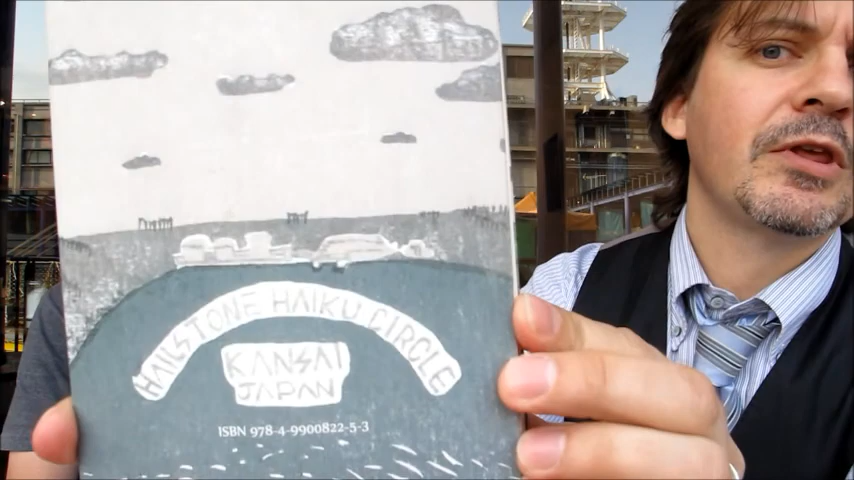 HAILSTONE HAIKU CIRCLE
KANSAI
JAPAN
ISBN 978-4-9900822-5-3